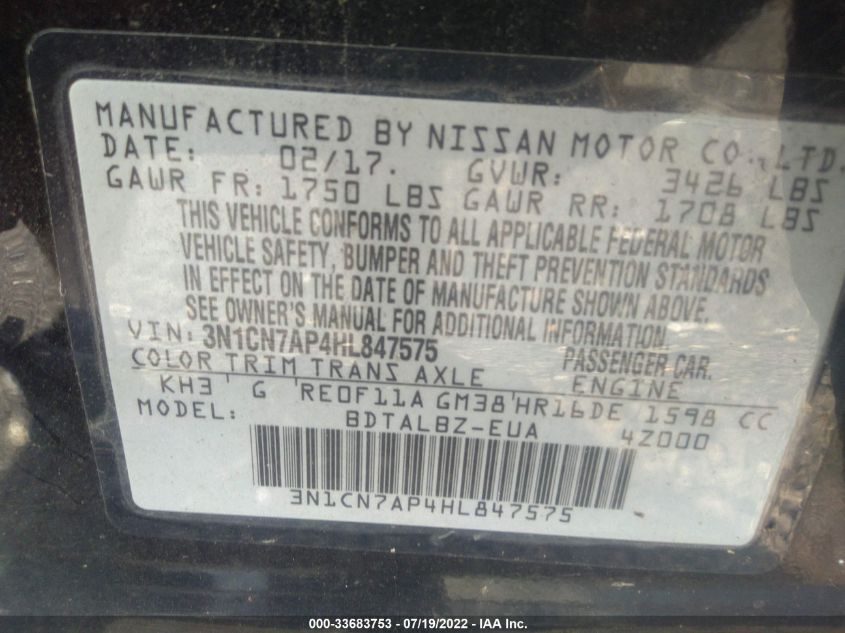 MANUFACTURED BY NISSAN MOTOR CO., LTD.
DATE: 02/17. GVWR: 3426 LBS
GAWR FR: 1750 LBS GAWR RR: 1708 LBS
THIS VEHICLE CONFORMS TO ALL APPLICABLE FEDERAL MOTOR
VEHICLE SAFETY, BUMPER AND THEFT PREVENTION STANDARDS
IN EFFECT ON THE DATE OF MANUFACTURE SHOWN ABOVE.
SEE OWNER'S MANUAL FOR ADDITIONAL INFORMATION.
VIN: 3N1CN7AP4HL847575 PASSENGER CAR.
COLOR TRIM TRANS AXLE ENGINE
KH3 ' G 'RE0F11A GM38'HR16DE 1598 CC
MODEL: BDTALBZ-EUA 4Z000
3N1CN7AP4HL847575
000-33683753 - 07/19/2022 - IAA Inc.